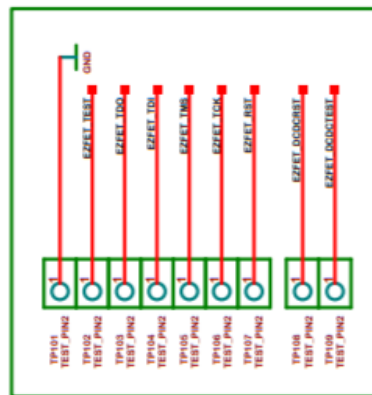 GND
EZFET_TEST
EZFET_TDO
EZFET_TDI
EZFET_TMS
EZFET_TCK
EZFET_RST
EZFET_DCDCRST
EZFET_DCDCTEST
1
1
1
1
1
1
1
1
1
TP101
TEST_PIN2
TP102
TEST_PIN2
TP103
TEST_PIN2
TP104
TEST_PIN2
TP105
TEST_PIN2
TP106
TEST_PIN2
TP107
TEST_PIN2
TP108
TEST_PIN2
TP109
TEST_PIN2